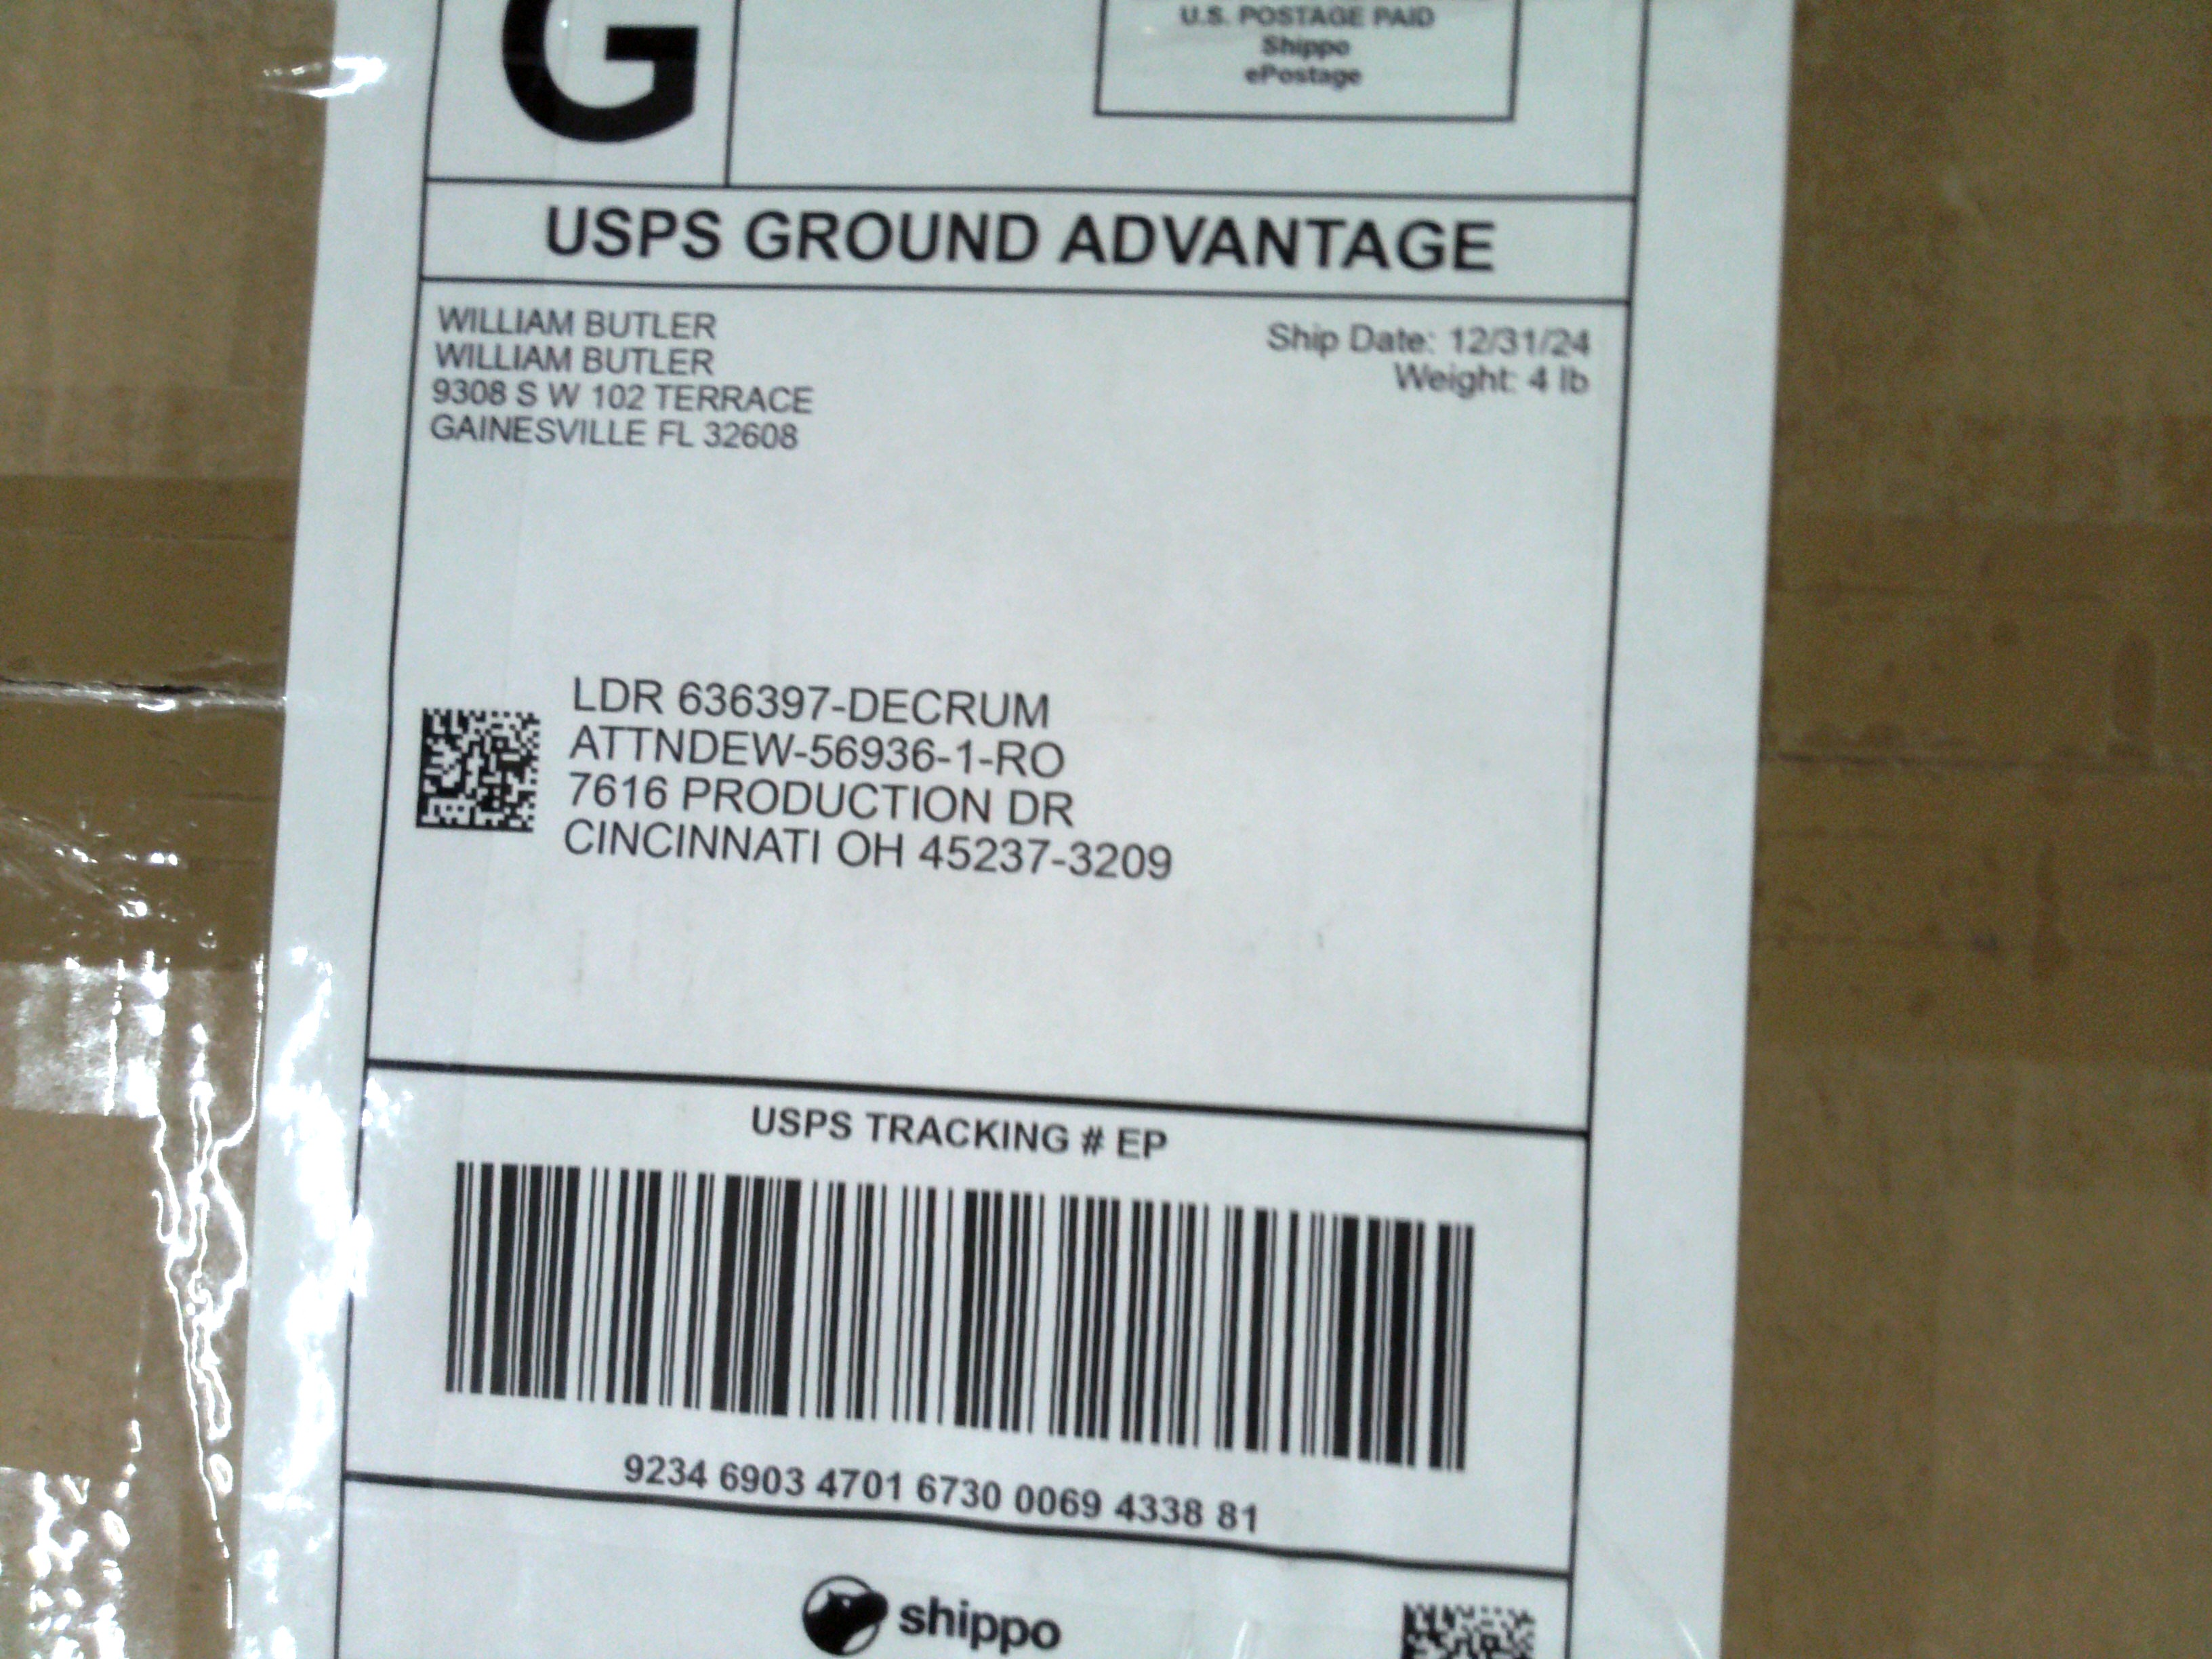 G
U.S. POSTAGE PAID
Shippo
ePostage
USPS GROUND ADVANTAGE
WILLIAM BUTLER
WILLIAM BUTLER
9308 S W 102 TERRACE
GAINESVILLE FL 32608
Ship Date: 12/31/24
Weight: 4 lb
LDR 636397-DECRUM
ATTNDEW-56936-1-RO
7616 PRODUCTION DR
CINCINNATI OH 45237-3209
USPS TRACKING # EP
9234 6903 4701 6730 0069 4338 81
shippo